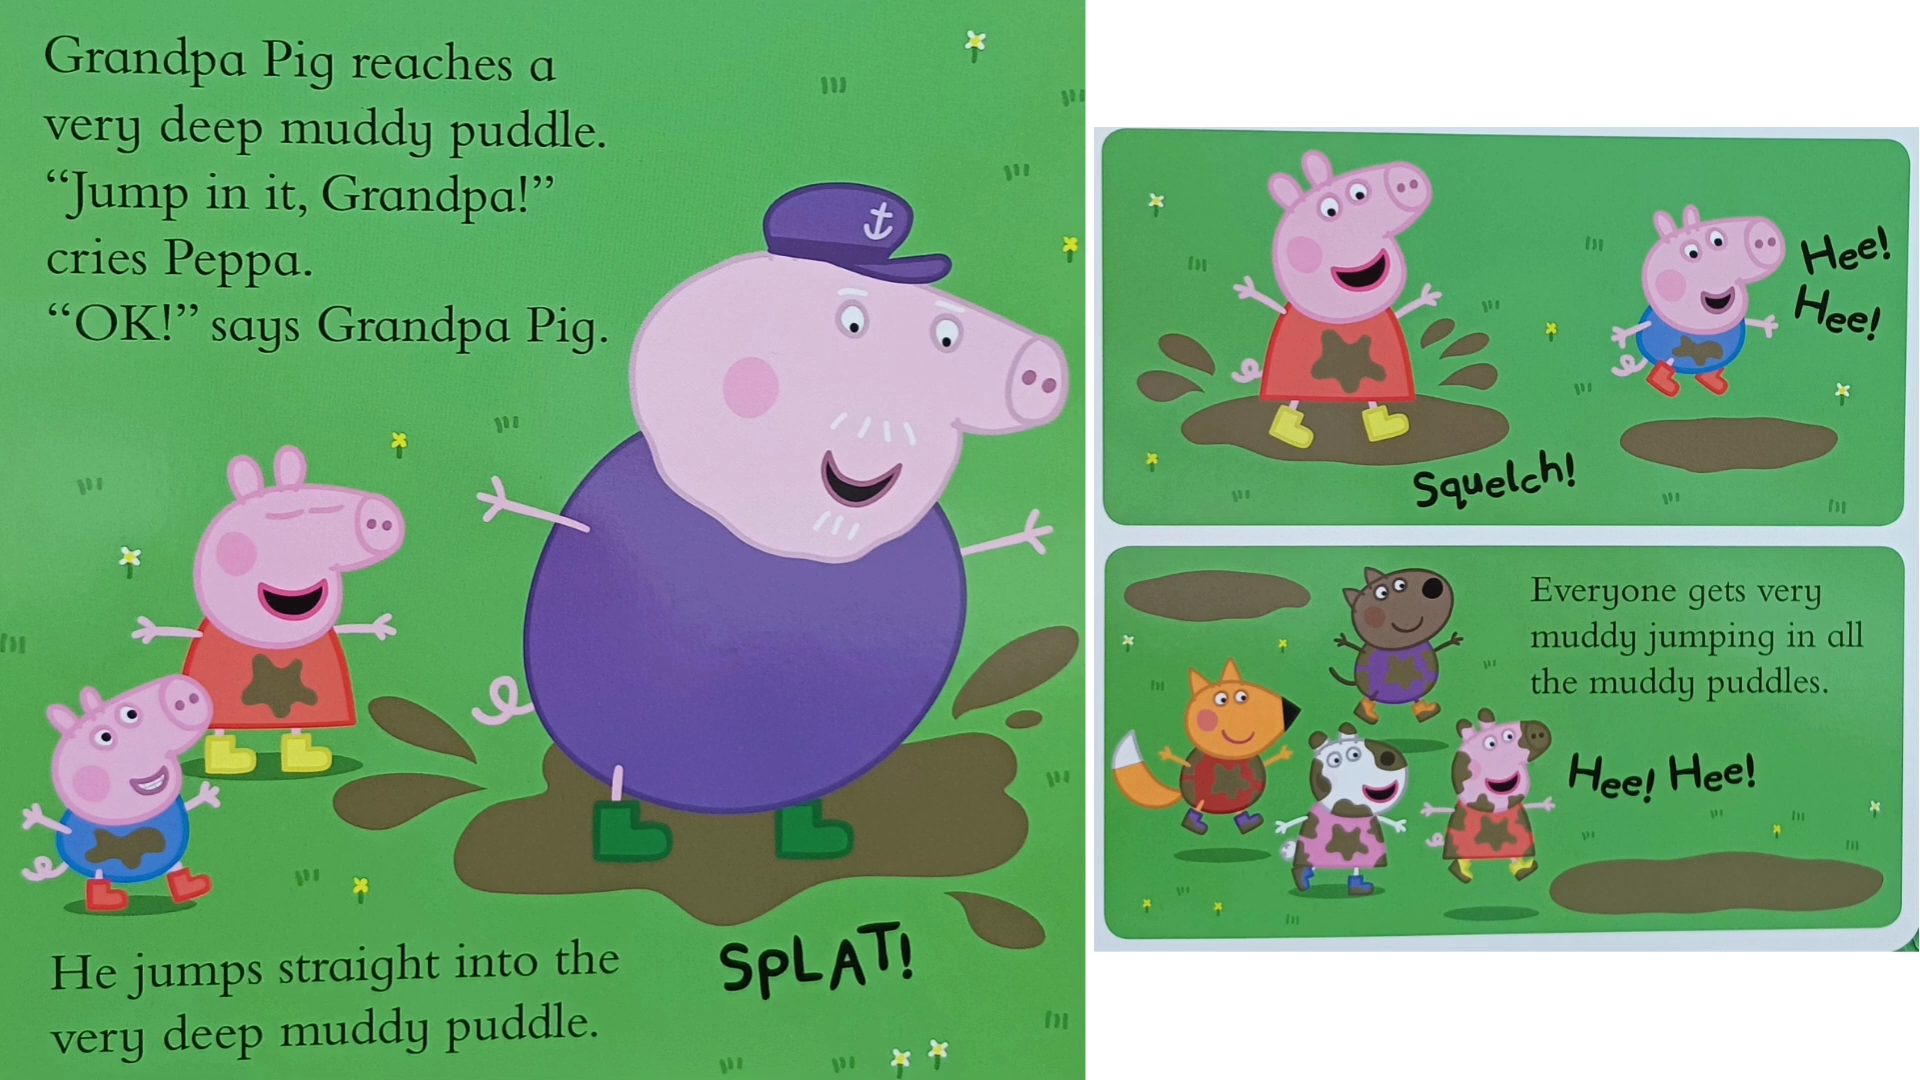 Grandpa Pig reaches a
very deep muddy puddle.
“Jump in it, Grandpa!”
cries Peppa.
“OK!” says Grandpa Pig.
He jumps straight into the
very deep muddy puddle.
SPLAT!
Hee!
Hee!
Squelch!
Everyone gets very
muddy jumping in all
the muddy puddles.
Hee! Hee!